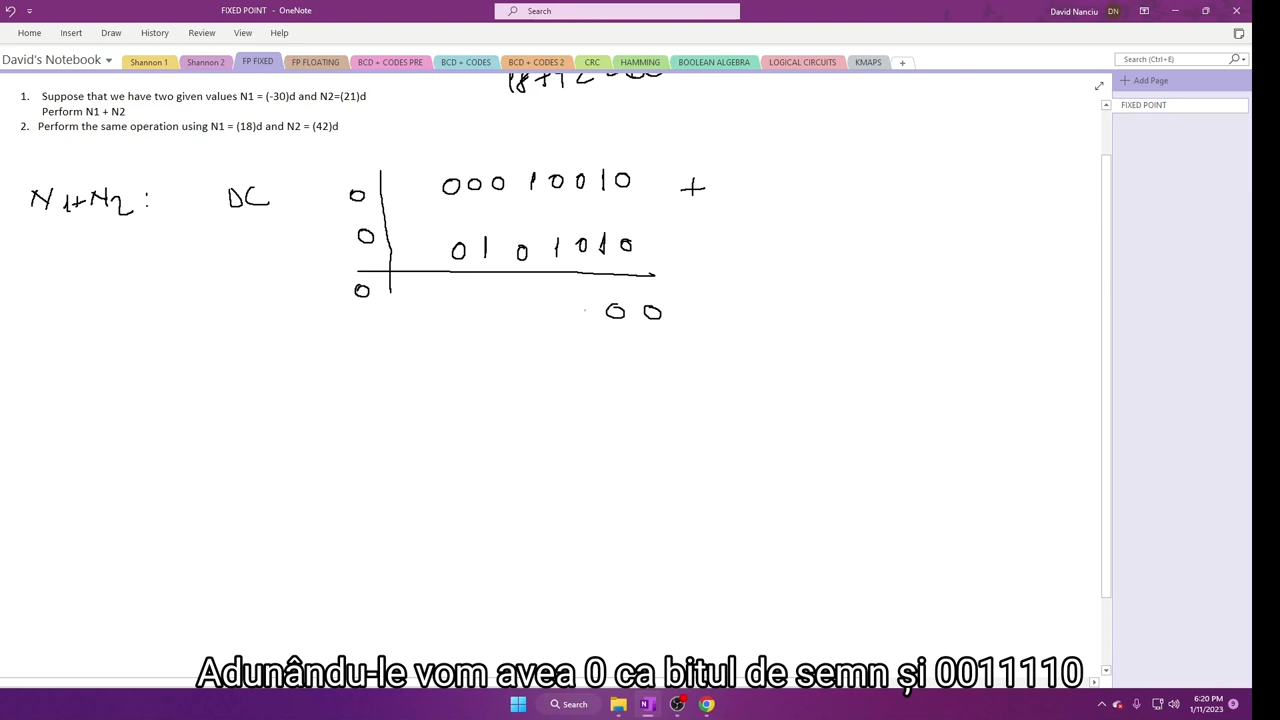 FIXED POINT - OneNote
Search
David Nanciu DN
Home Insert Draw History Review View Help
David's Notebook Shannon 1 Shannon 2 FP FIXED FP FLOATING BCD + CODES PRE BCD + CODES BCD + CODES 2 CRC HAMMING BOOLEAN ALGEBRA LOGICAL CIRCUITS KMAPS + Search (Ctrl+E)
Add Page
FIXED POINT
1. Suppose that we have two given values N1 = (-30)d and N2=(21)d
Perform N1 + N2
2. Perform the same operation using N1 = (18)d and N2 = (42)d
N1+N2 : DC 0 00010010 +
0 0101010
0 00
Adunându-le vom avea 0 ca bitul de semn și 0011110
Search
6:20 PM
1/11/2023